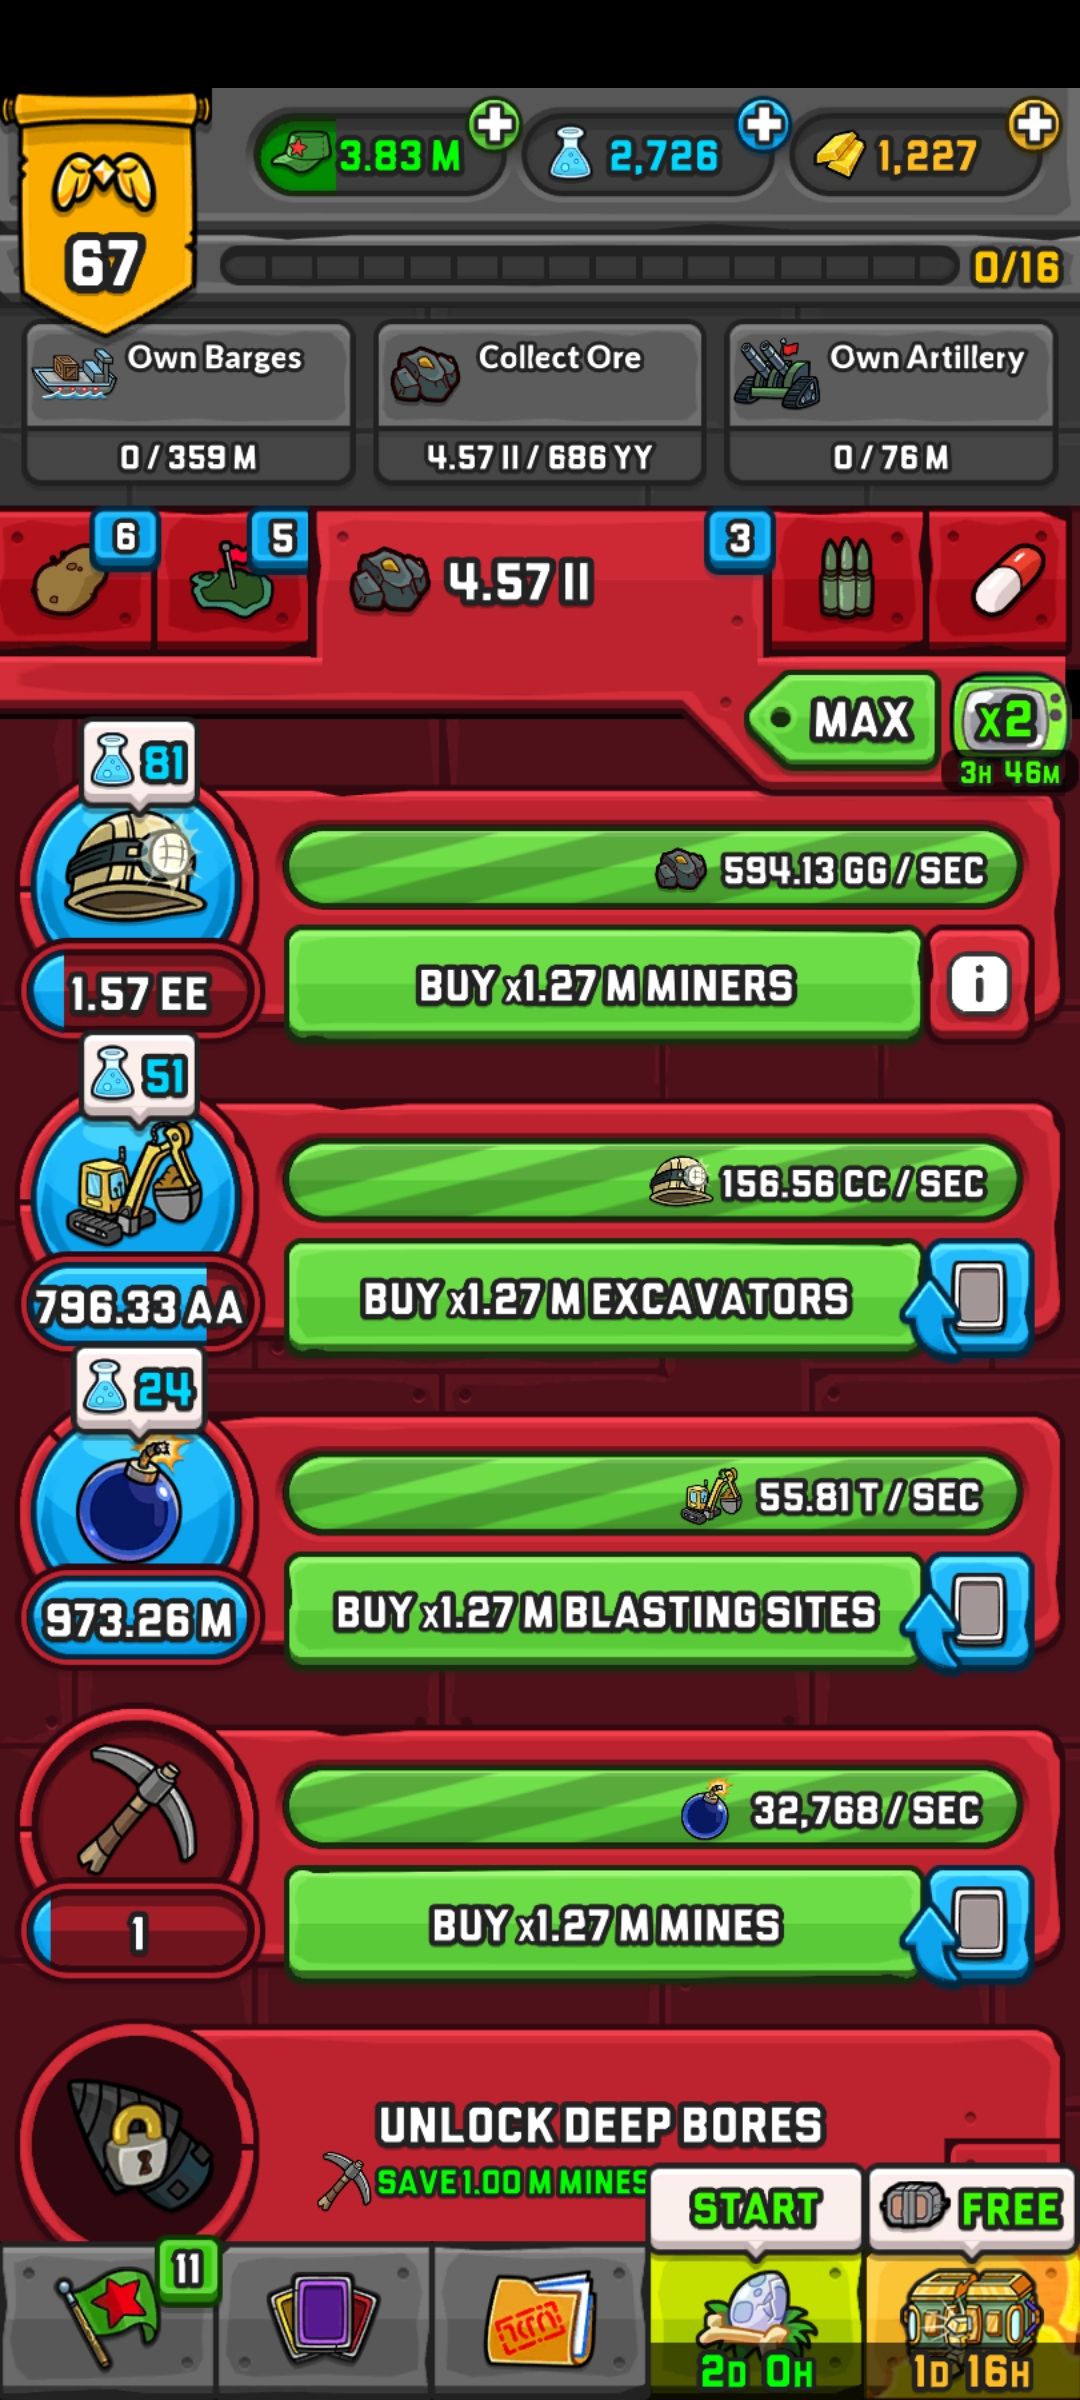 67
3.83 M
2,726
1,227
0/16
Own Barges
0 / 359 M
Collect Ore
4.57 II / 686 YY
Own Artillery
0 / 76 M
6
5
4.57 II
3
MAX
x2
3H 46M
81
594.13 GG / SEC
1.57 EE
BUY x1.27 M MINERS
i
51
156.56 CC / SEC
796.33 AA
BUY x1.27 M EXCAVATORS
24
55.81 T / SEC
973.26 M
BUY x1.27 M BLASTING SITES
32,768 / SEC
1
BUY x1.27 M MINES
UNLOCK DEEP BORES
SAVE 1.00 M MINES
START
FREE
11
2D 0H
1D 16H